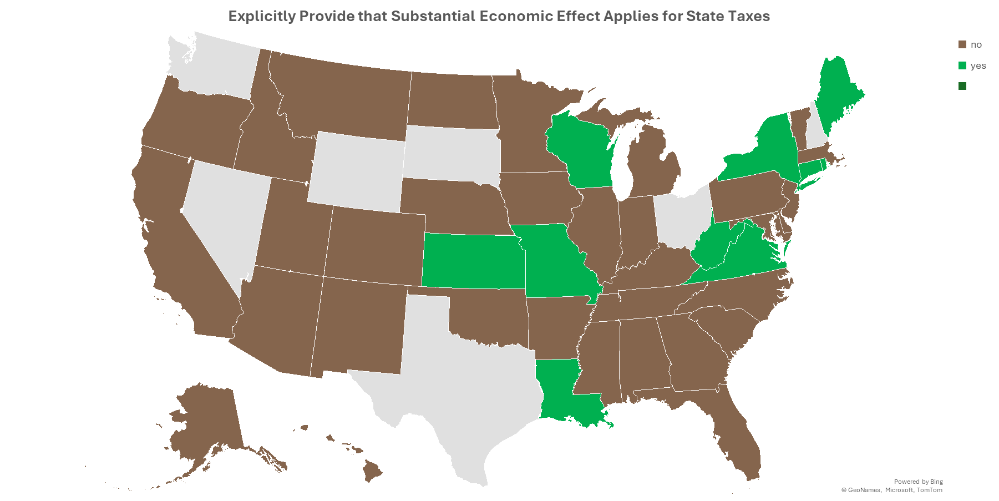 Explicitly Provide that Substantial Economic Effect Applies for State Taxes
no
yes
Powered by Bing
© GeoNames, Microsoft, TomTom